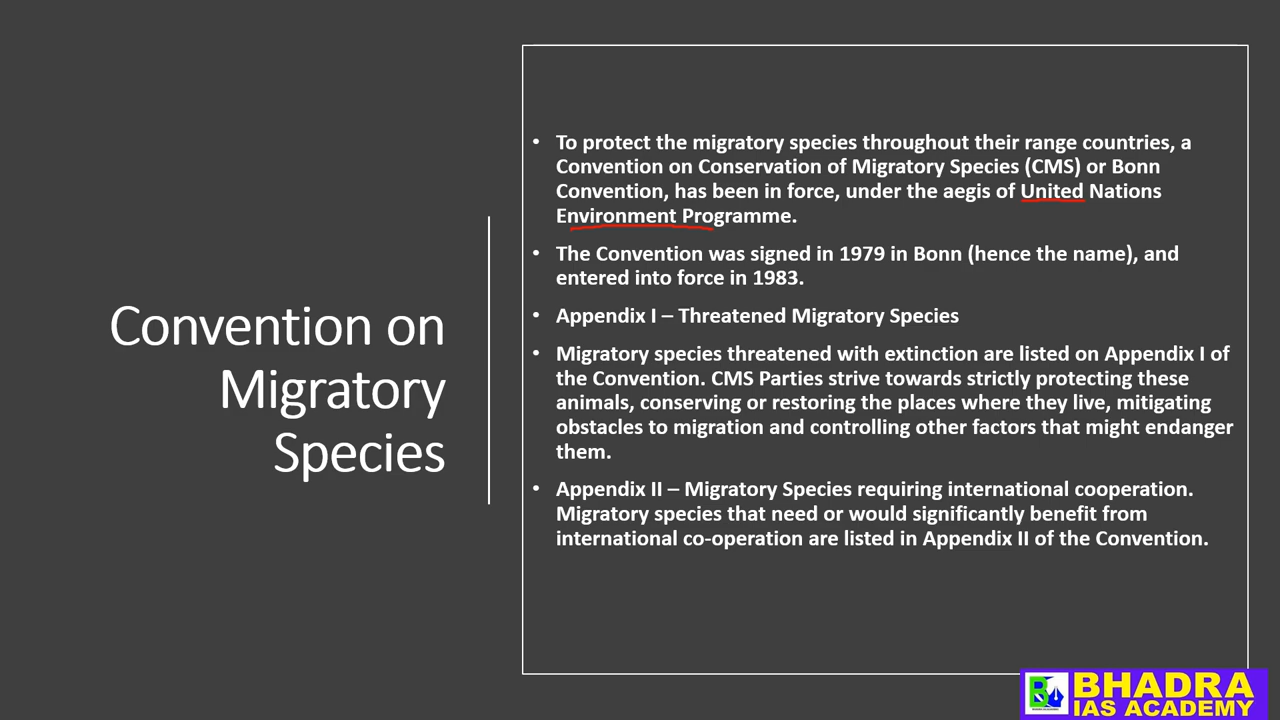 Convention on
Migratory
Species
• To protect the migratory species throughout their range countries, a
Convention on Conservation of Migratory Species (CMS) or Bonn
Convention, has been in force, under the aegis of United Nations
Environment Programme.
• The Convention was signed in 1979 in Bonn (hence the name), and
entered into force in 1983.
• Appendix I – Threatened Migratory Species
• Migratory species threatened with extinction are listed on Appendix I of
the Convention. CMS Parties strive towards strictly protecting these
animals, conserving or restoring the places where they live, mitigating
obstacles to migration and controlling other factors that might endanger
them.
• Appendix II – Migratory Species requiring international cooperation.
Migratory species that need or would significantly benefit from
international co-operation are listed in Appendix II of the Convention.
BHADRA
IAS ACADEMY